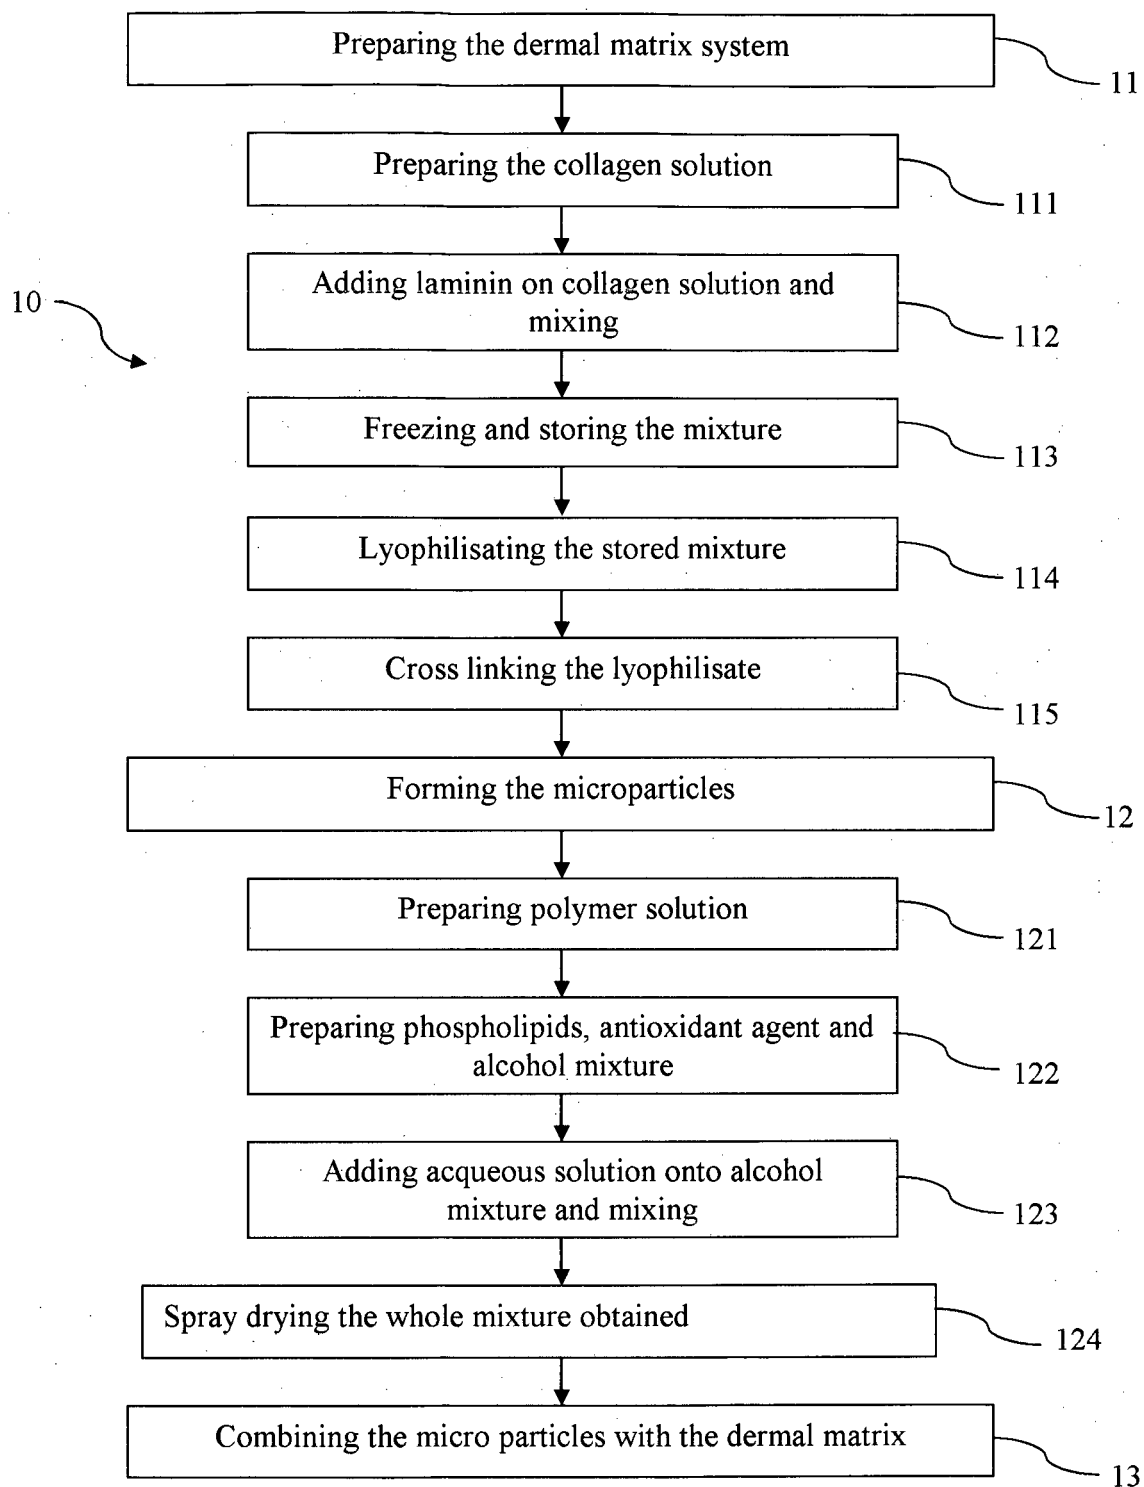 Preparing the dermal matrix system
11
Preparing the collagen solution
111
10
Adding laminin on collagen solution and
mixing
112
Freezing and storing the mixture
113
Lyophilisating the stored mixture
114
Cross linking the lyophilisate
115
Forming the microparticles
12
Preparing polymer solution
121
Preparing phospholipids, antioxidant agent and
alcohol mixture
122
Adding acqueous solution onto alcohol
mixture and mixing
123
Spray drying the whole mixture obtained
124
Combining the micro particles with the dermal matrix
13